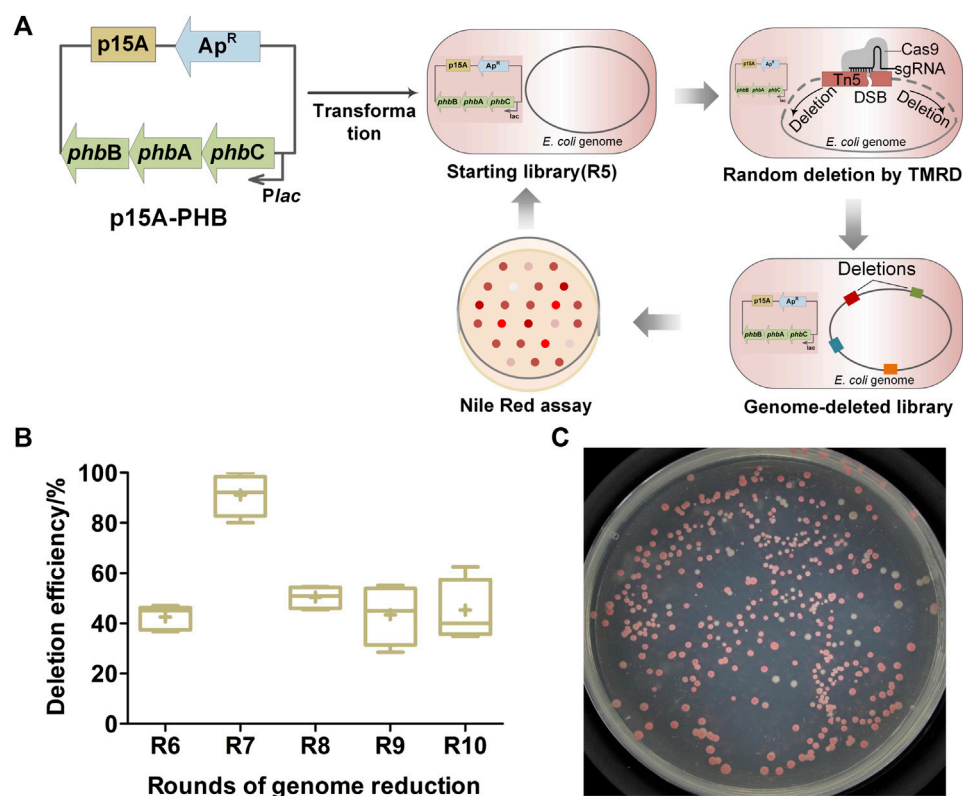 A
p15A
Ap^R
phbB
phbA
phbC
Plac
p15A-PHB
Transforma
tion
p15A
Ap^R
phbB phbA phbC
lac
E. coli genome
Starting library(R5)
p15A
Ap^R
phbB phbA phbC
lac
Cas9
sgRNA
Tn5
DSB
Deletion
Deletion
E. coli genome
Random deletion by TMRD
Deletions
p15A
Ap^R
phbB phbA phbC
lac
E. coli genome
Genome-deleted library
Nile Red assay
B
Deletion efficiency/%
100
80
60
40
20
0
R6 R7 R8 R9 R10
Rounds of genome reduction
C